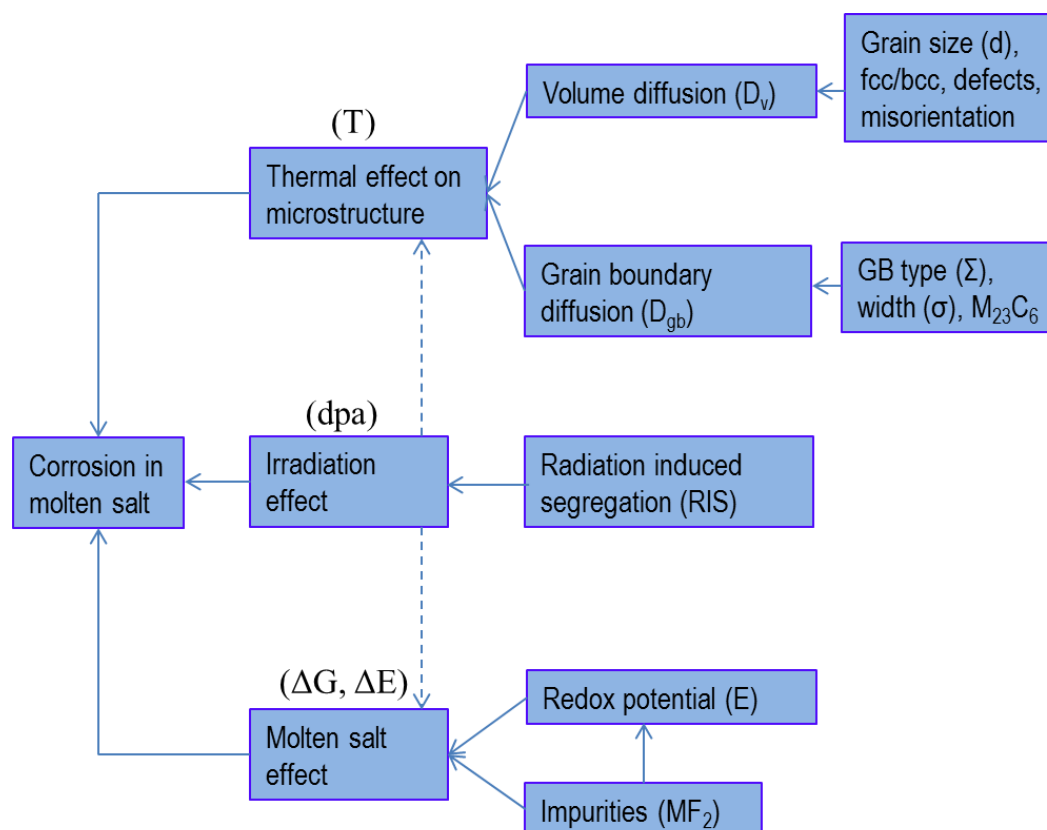 Grain size (d),
fcc/bcc, defects,
misorientation
Volume diffusion (Dᵥ)
(T)
Thermal effect on
microstructure
Grain boundary
diffusion (D_gb)
GB type (Σ),
width (σ), M₂₃C₆
(dpa)
Corrosion in
molten salt
Irradiation
effect
Radiation induced
segregation (RIS)
(ΔG, ΔE)
Molten salt
effect
Redox potential (E)
Impurities (MF₂)